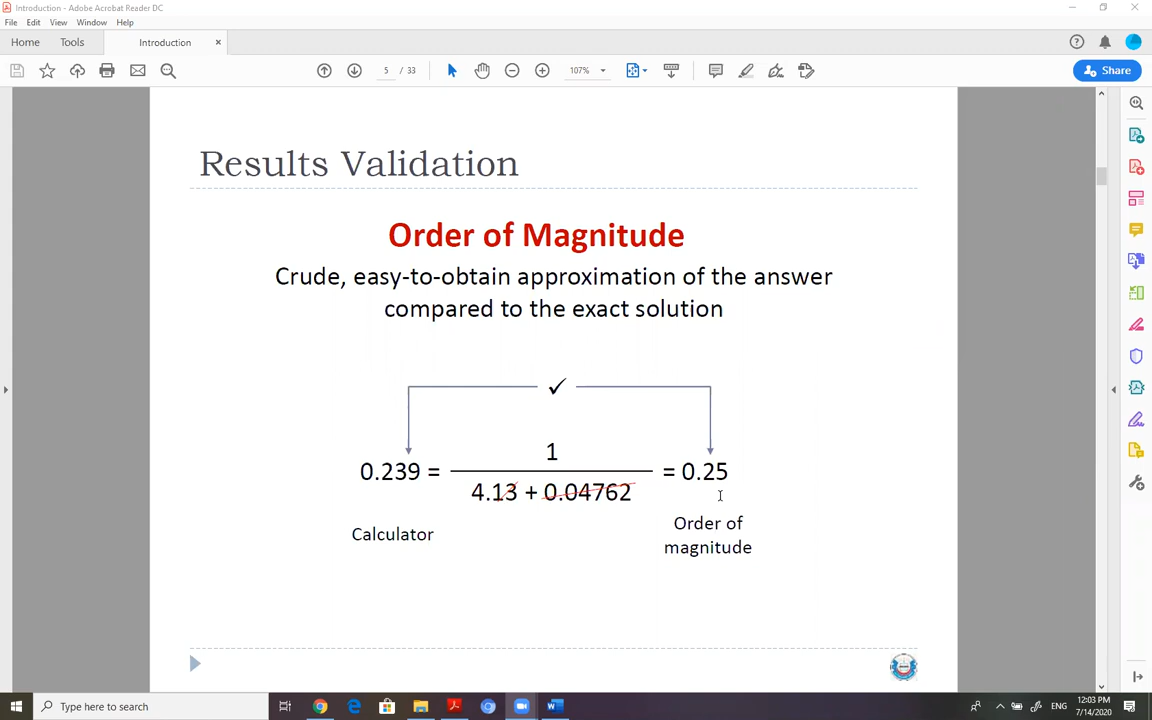 Introduction - Adobe Acrobat Reader DC
File Edit View Window Help
Home Tools Introduction ×
5 / 33 107% Share
Results Validation
Order of Magnitude
Crude, easy-to-obtain approximation of the answer
compared to the exact solution
✓
1
0.239 = = 0.25
4.13 + 0.04762
Calculator
Order of
magnitude
Type here to search
ENG
12:03 PM
7/14/2020